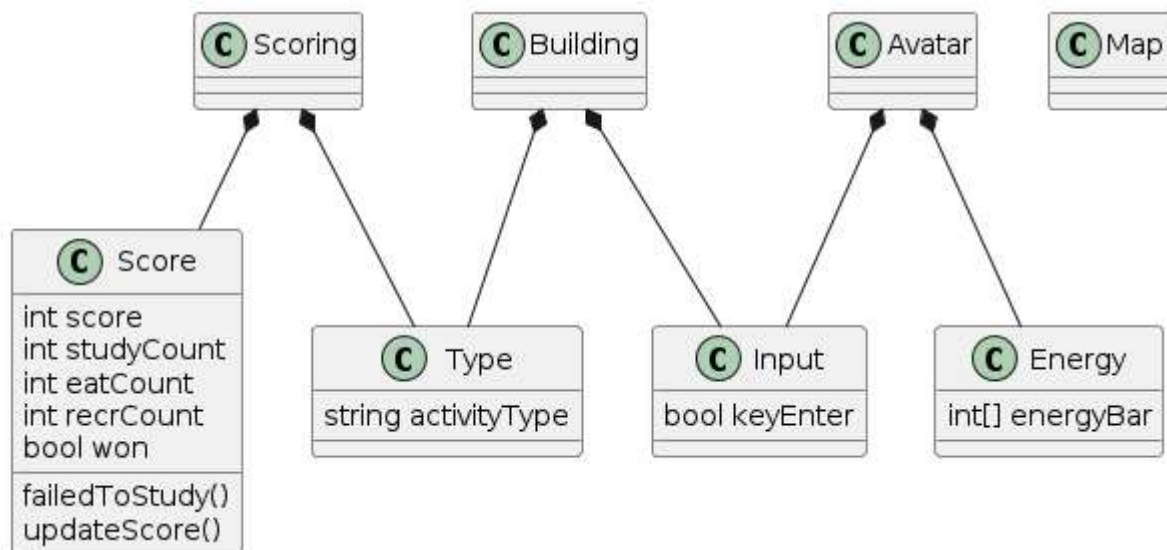 C Scoring
C Building
C Avatar
C Map
C Score
int score
int studyCount
int eatCount
int recrCount
bool won
failedToStudy()
updateScore()
C Type
string activityType
C Input
bool keyEnter
C Energy
int[] energyBar